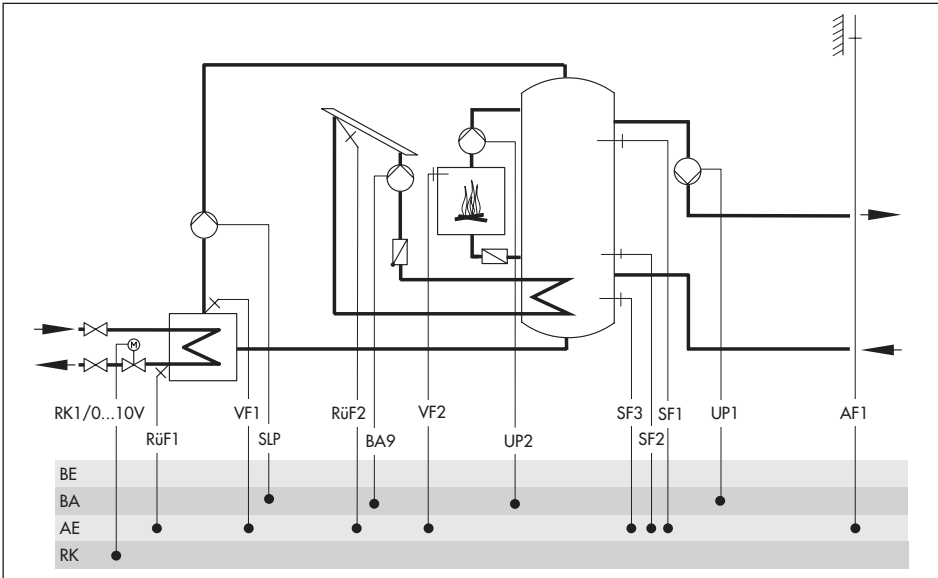 M
RK1/0...10V VF1 RüF2 VF2 SF3 SF1 UP1 AF1
RüF1 SLP BA9 UP2 SF2
BE
BA
AE
RK